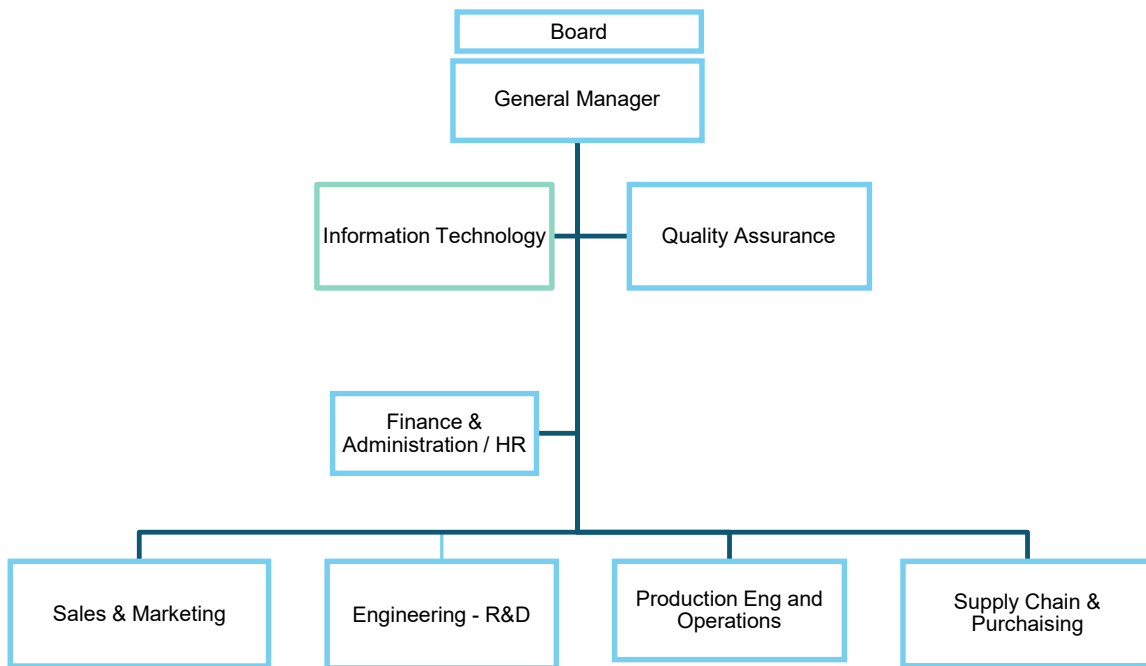 Board
General Manager
Information Technology
Quality Assurance
Finance &
Administration / HR
Sales & Marketing
Engineering - R&D
Production Eng and
Operations
Supply Chain &
Purchaising